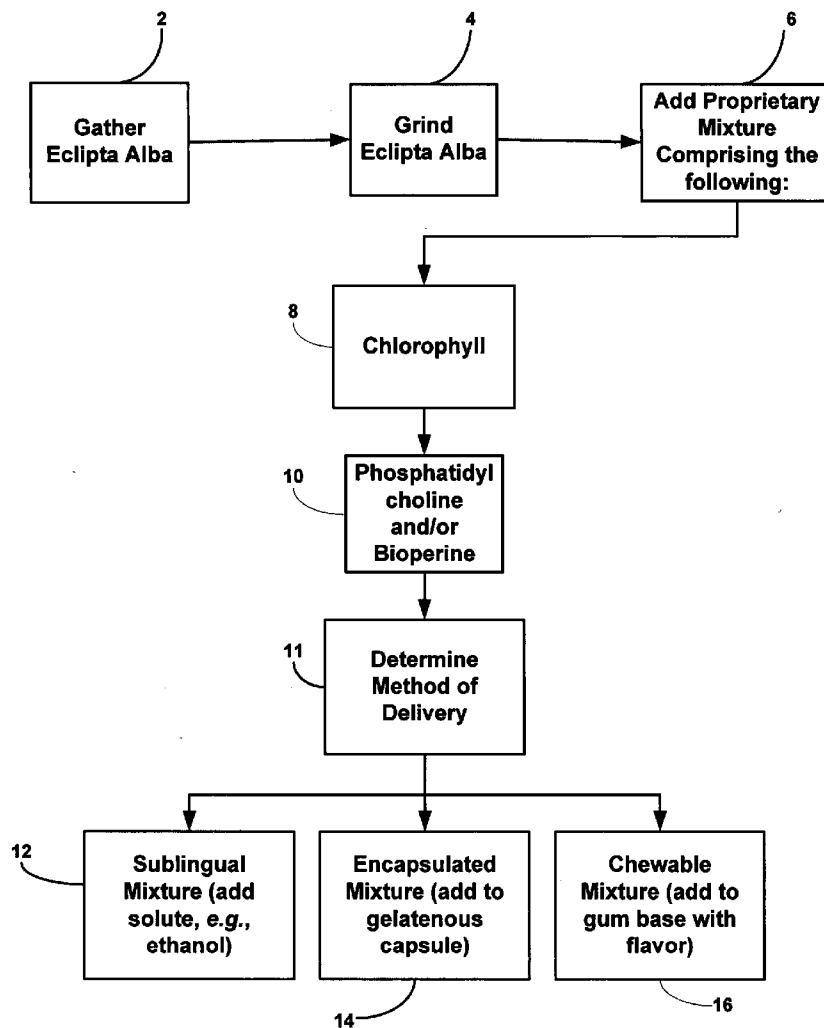 2
4
6
Gather
Eclipta Alba
Grind
Eclipta Alba
Add Proprietary
Mixture
Comprising the
following:
8
Chlorophyll
10
Phosphatidyl
choline
and/or
Bioperine
11
Determine
Method of
Delivery
12
Sublingual
Mixture (add
solute, e.g.,
ethanol)
Encapsulated
Mixture (add to
gelatenous
capsule)
Chewable
Mixture (add to
gum base with
flavor)
14
16